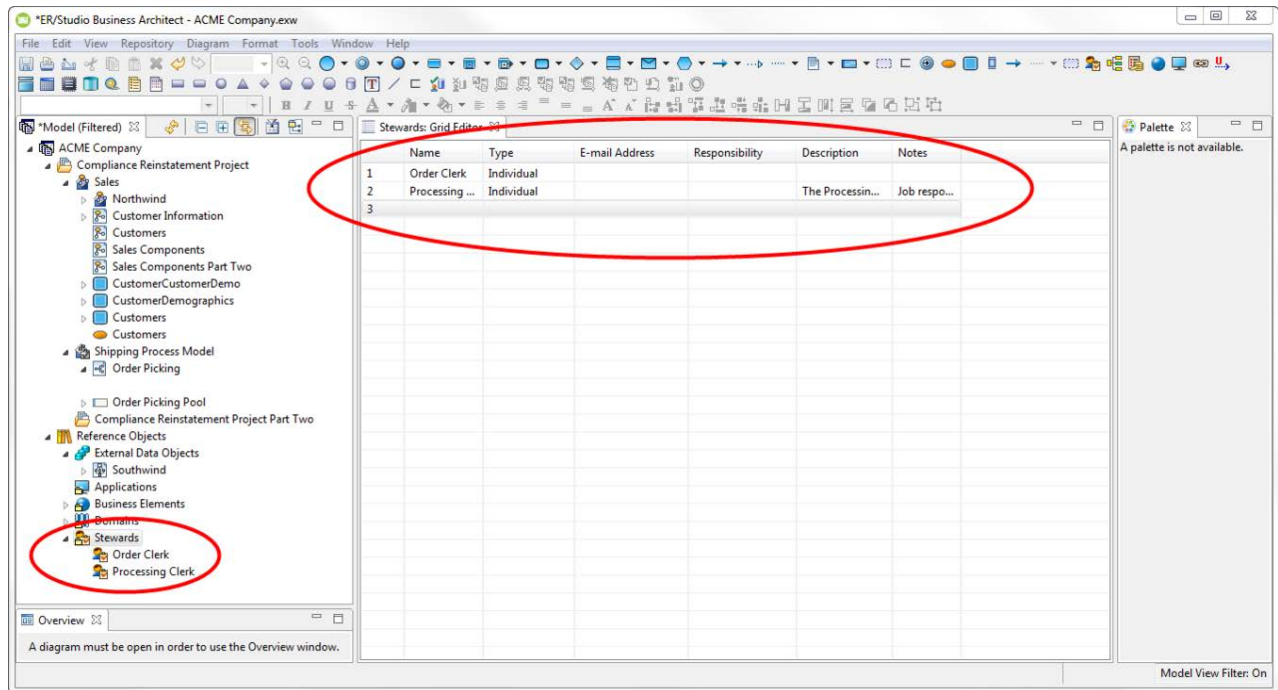 *ER/Studio Business Architect - ACME Company.exw
File Edit View Repository Diagram Format Tools Window Help
B I U S A
*Model (Filtered)
ACME Company
Compliance Reinstatement Project
Sales
Northwind
Customer Information
Customers
Sales Components
Sales Components Part Two
CustomerCustomerDemo
CustomerDemographics
Customers
Customers
Shipping Process Model
Order Picking
Order Picking Pool
Compliance Reinstatement Project Part Two
Reference Objects
External Data Objects
Southwind
Applications
Business Elements
Domains
Stewards
Order Clerk
Processing Clerk
Overview
A diagram must be open in order to use the Overview window.
Stewards: Grid Editor
Name Type E-mail Address Responsibility Description Notes
1 Order Clerk Individual
2 Processing ... Individual The Processin... Job respo...
3
Palette
A palette is not available.
Model View Filter: On